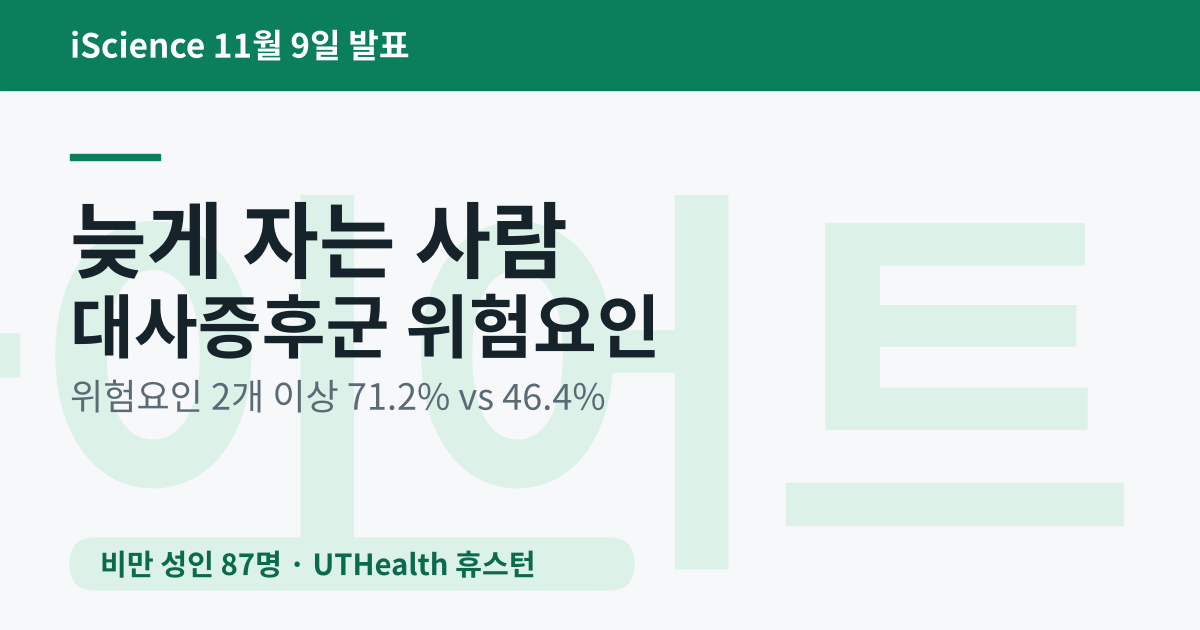 iScience 11월 9일 발표
늦게 자는 사람
대사증후군 위험요인
위험요인 2개 이상 71.2% vs 46.4%
비만 성인 87명 · UTHealth 휴스턴